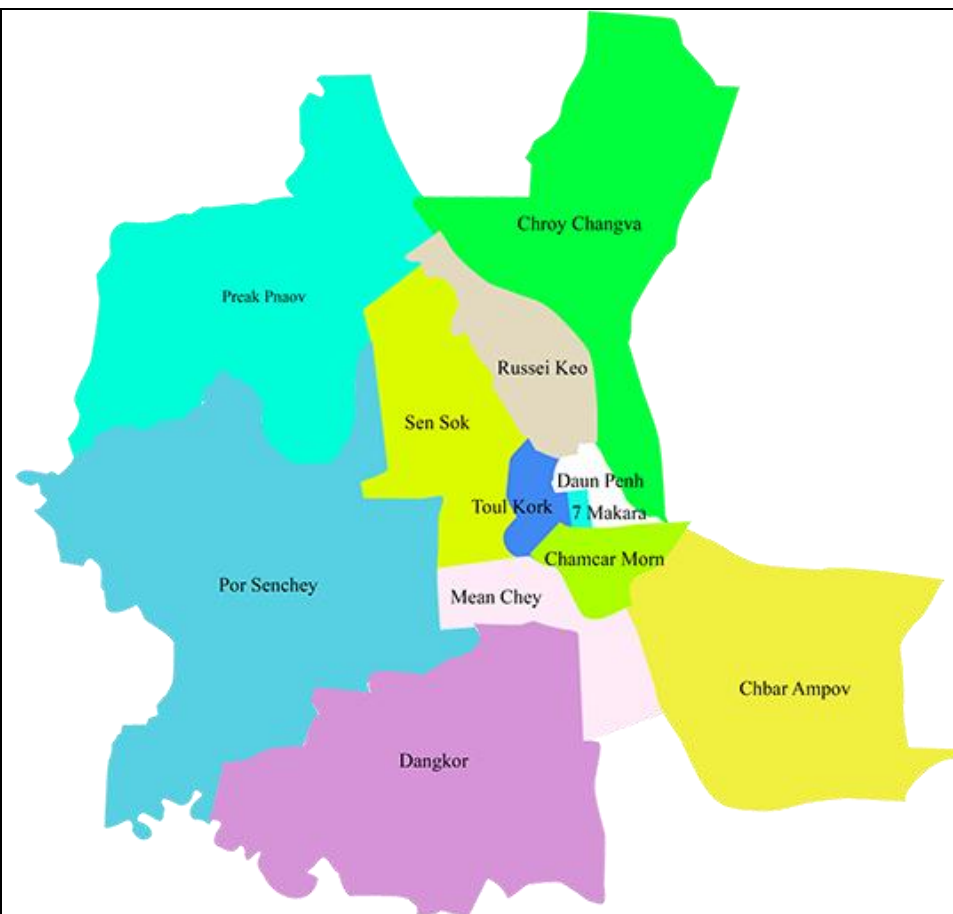 Chroy Changva
Preak Pnaov
Russei Keo
Sen Sok
Daun Penh
Toul Kork
7 Makara
Chamcar Morn
Por Senchey
Mean Chey
Chbar Ampov
Dangkor